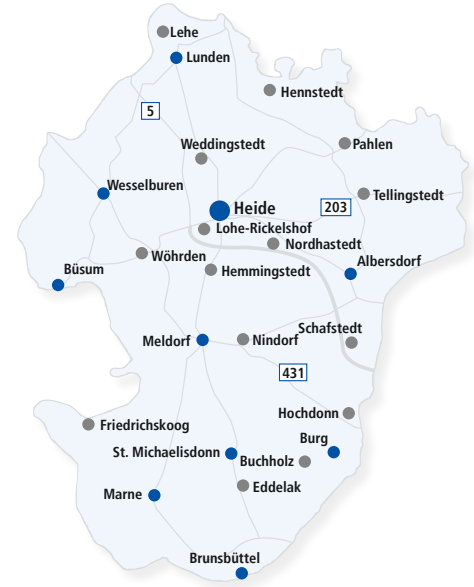 Lehe
Lunden
Hennstedt
5
Weddingstedt
Pahlen
Wesselburen
Tellingstedt
Heide
203
Lohe-Rickelshof
Nordhastedt
Wöhrden
Albersdorf
Büsum
Hemmingstedt
Schafstedt
Meldorf
Nindorf
431
Hochdonn
Friedrichskoog
Burg
St. Michaelisdonn
Buchholz
Eddelak
Marne
Brunsbüttel